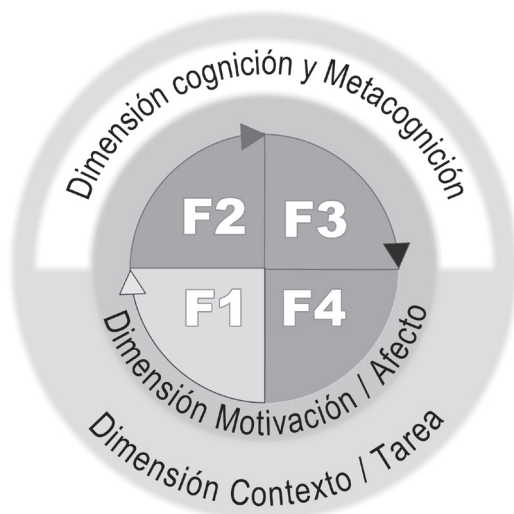 Dimensión cognición y Metacognición
F2 F3
F1 F4
Dimensión Motivación / Afecto
Dimensión Contexto / Tarea